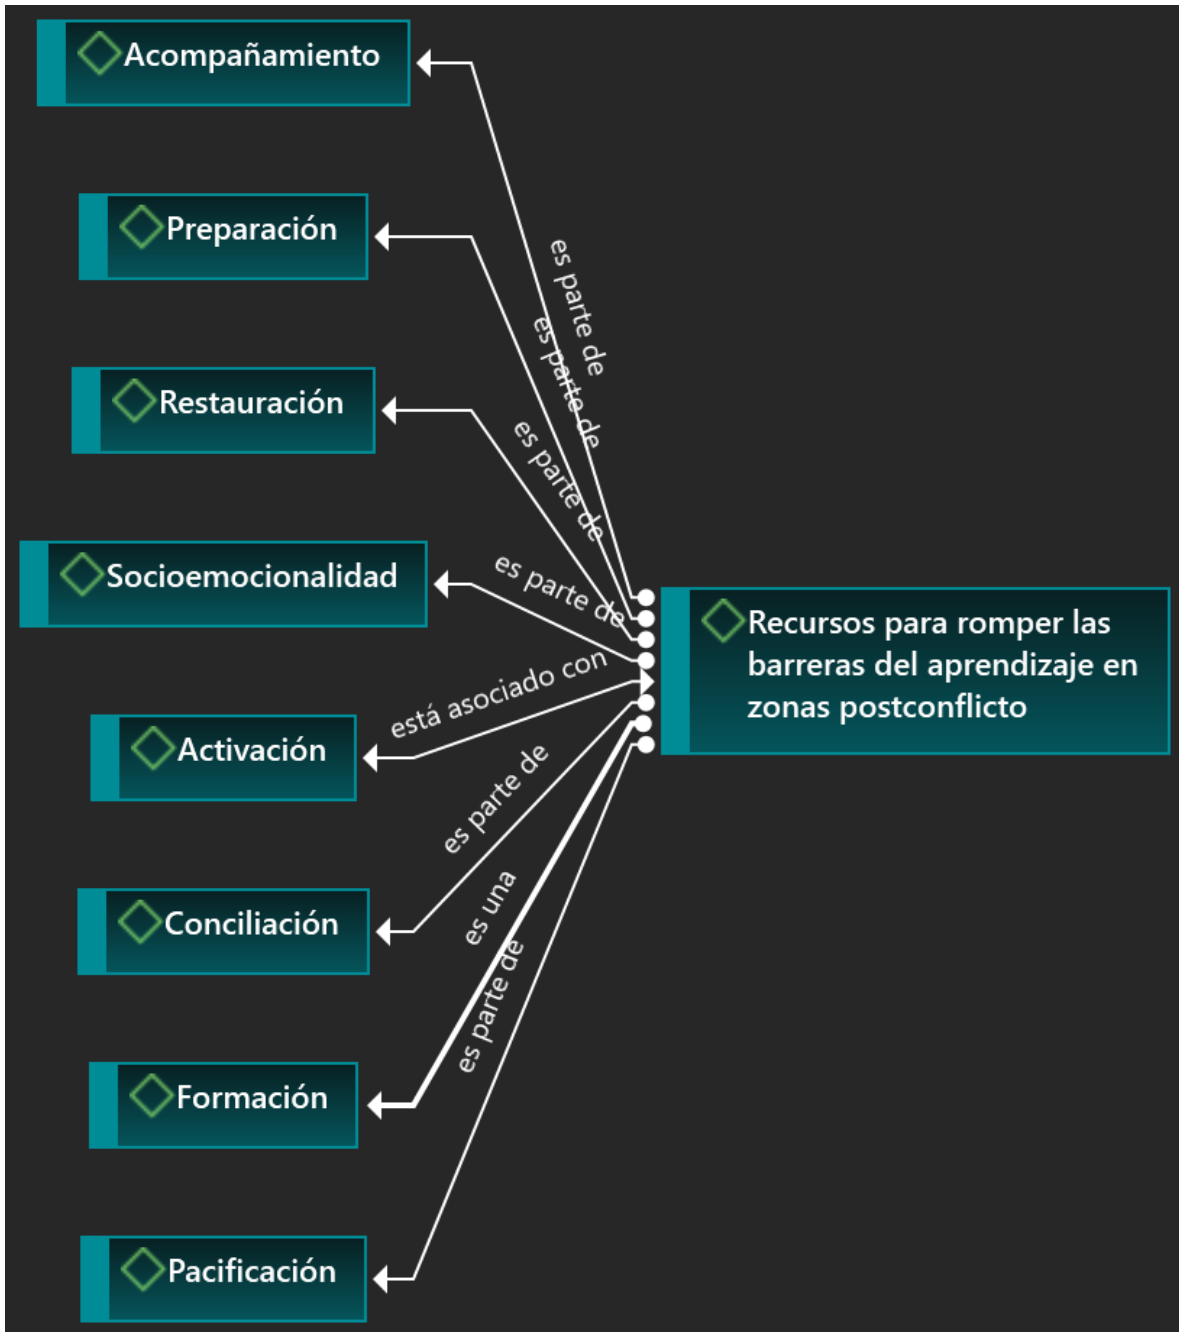 Acompañamiento
es parte de
Preparación
es parte de
Restauración
es parte de
Socioemocionalidad
es parte de
Recursos para romper las
barreras del aprendizaje en
zonas postconflicto
está asociado con
Activación
es parte de
Conciliación
es una
Formación
es parte de
Pacificación